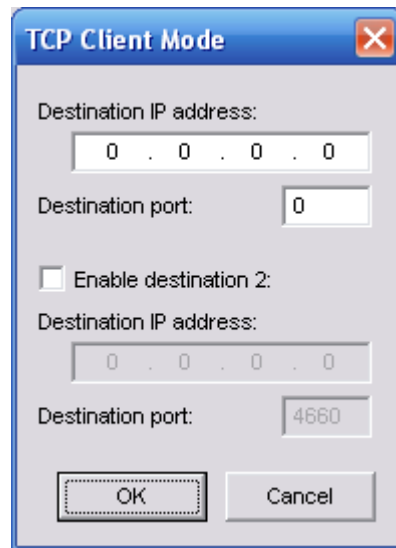 TCP Client Mode
Destination IP address:
0 . 0 . 0 . 0
Destination port: 0
Enable destination 2:
Destination IP address:
0 . 0 . 0 . 0
Destination port: 4660
OK Cancel